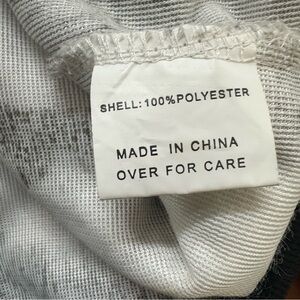 SHELL:100%POLYESTER
MADE IN CHINA
OVER FOR CARE